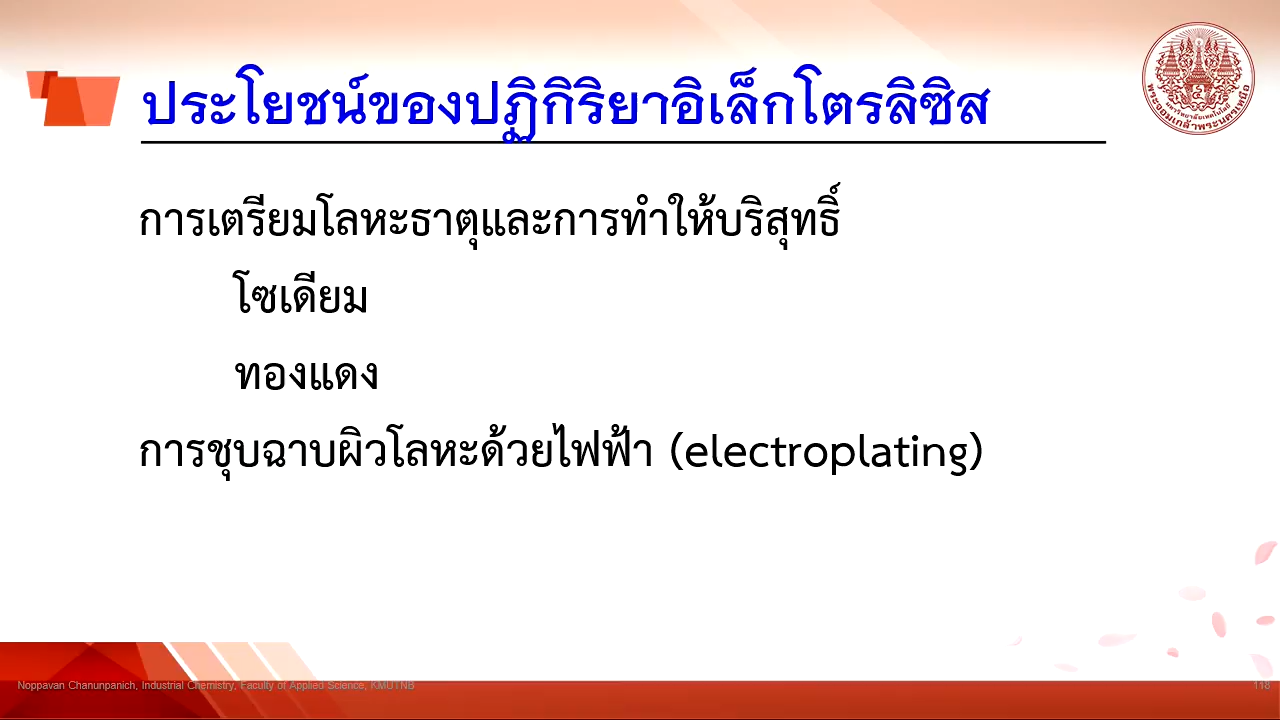 ประโยชน์ของปฏิกิริยาอิเล็กโตรลิซิส
การเตรียมโลหะธาตุและการทำให้บริสุทธิ์
โซเดียม
ทองแดง
การชุบฉาบผิวโลหะด้วยไฟฟ้า (electroplating)
Noppavan Chanunpanich, Industrial Chemistry, Faculty of Applied Science, KMUTNB
118